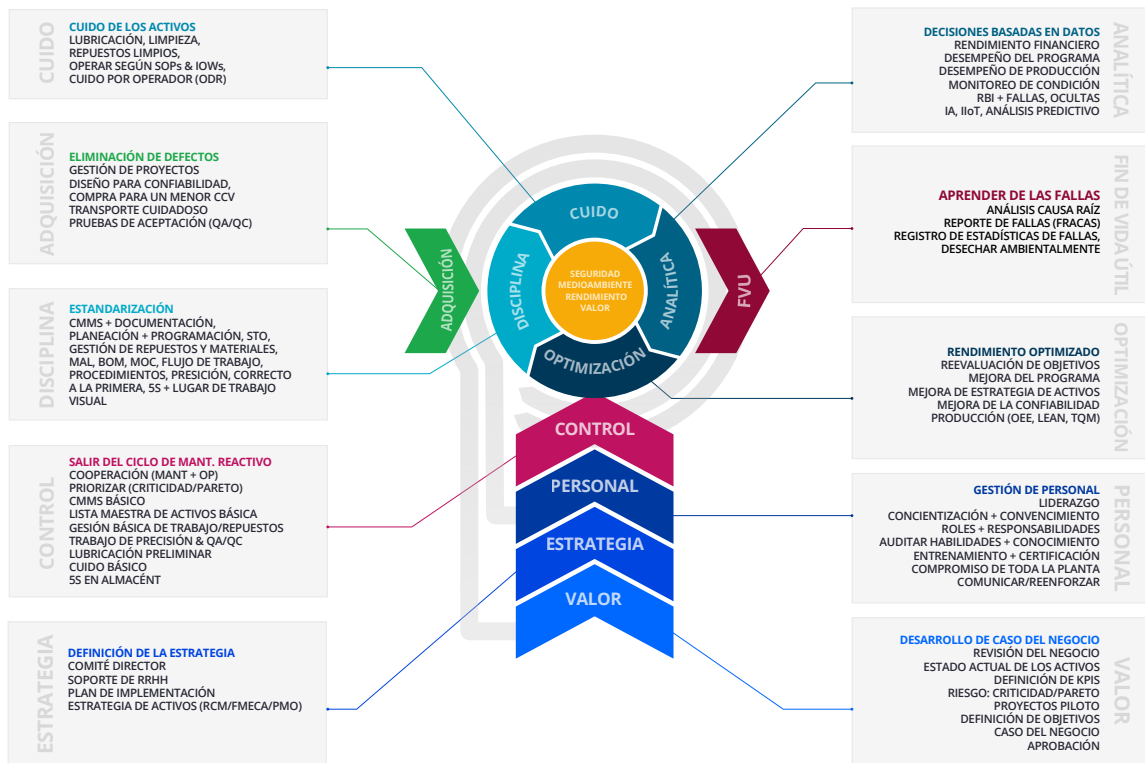 CUIDO
CUIDO DE LOS ACTIVOS
LUBRICACIÓN, LIMPIEZA,
REPUESTOS LIMPIOS,
OPERAR SEGÚN SOPs & IOWs,
CUIDO POR OPERADOR (ODR)
ADQUISICIÓN
ELIMINACIÓN DE DEFECTOS
GESTIÓN DE PROYECTOS
DISEÑO PARA CONFIABILIDAD,
COMPRA PARA UN MENOR CCV
TRANSPORTE CUIDADOSO
PRUEBAS DE ACEPTACIÓN (QA/QC)
DISCIPLINA
ESTANDARIZACIÓN
CMMS + DOCUMENTACIÓN,
PLANEACIÓN + PROGRAMACIÓN, STO,
GESTIÓN DE REPUESTOS Y MATERIALES,
MAL, BOM, MOC, FLUJO DE TRABAJO,
PROCEDIMIENTOS, PRESICIÓN, CORRECTO
A LA PRIMERA, 5S + LUGAR DE TRABAJO
VISUAL
CONTROL
SALIR DEL CICLO DE MANT. REACTIVO
COOPERACIÓN (MANT + OP)
PRIORIZAR (CRITICIDAD/PARETO)
CMMS BÁSICO
LISTA MAESTRA DE ACTIVOS BÁSICA
GESIÓN BÁSICA DE TRABAJO/REPUESTOS
TRABAJO DE PRECISIÓN & QA/QC
LUBRICACIÓN PRELIMINAR
CUIDO BÁSICO
5S EN ALMACÉNT
ESTRATEGIA
DEFINICIÓN DE LA ESTRATEGIA
COMITÉ DIRECTOR
SOPORTE DE RRHH
PLAN DE IMPLEMENTACIÓN
ESTRATEGIA DE ACTIVOS (RCM/FMECA/PMO)
ADQUISICIÓN
CUIDO
DISCIPLINA
ANALÍTICA
OPTIMIZACIÓN
SEGURIDAD
MEDIOAMBIENTE
RENDIMIENTO
VALOR
FVU
CONTROL
PERSONAL
ESTRATEGIA
VALOR
DECISIONES BASADAS EN DATOS
RENDIMIENTO FINANCIERO
DESEMPEÑO DEL PROGRAMA
DESEMPEÑO DE PRODUCCIÓN
MONITOREO DE CONDICIÓN
RBI + FALLAS, OCULTAS
IA, IIoT, ANÁLISIS PREDICTIVO
ANALÍTICA
APRENDER DE LAS FALLAS
ANÁLISIS CAUSA RAÍZ
REPORTE DE FALLAS (FRACAS)
REGISTRO DE ESTADÍSTICAS DE FALLAS,
DESECHAR AMBIENTALMENTE
FIN DE VIDA ÚTIL
RENDIMIENTO OPTIMIZADO
REEVALUACIÓN DE OBJETIVOS
MEJORA DEL PROGRAMA
MEJORA DE ESTRATEGIA DE ACTIVOS
MEJORA DE LA CONFIABILIDAD
PRODUCCIÓN (OEE, LEAN, TQM)
OPTIMIZACIÓN
GESTIÓN DE PERSONAL
LIDERAZGO
CONCIENTIZACIÓN + CONVENCIMIENTO
ROLES + RESPONSABILIDADES
AUDITAR HABILIDADES + CONOCIMIENTO
ENTRENAMIENTO + CERTIFICACIÓN
COMPROMISO DE TODA LA PLANTA
COMUNICAR/REENFORZAR
PERSONAL
DESARROLLO DE CASO DEL NEGOCIO
REVISIÓN DEL NEGOCIO
ESTADO ACTUAL DE LOS ACTIVOS
DEFINICIÓN DE KPIS
RIESGO: CRITICIDAD/PARETO
PROYECTOS PILOTO
DEFINICIÓN DE OBJETIVOS
CASO DEL NEGOCIO
APROBACIÓN
VALOR